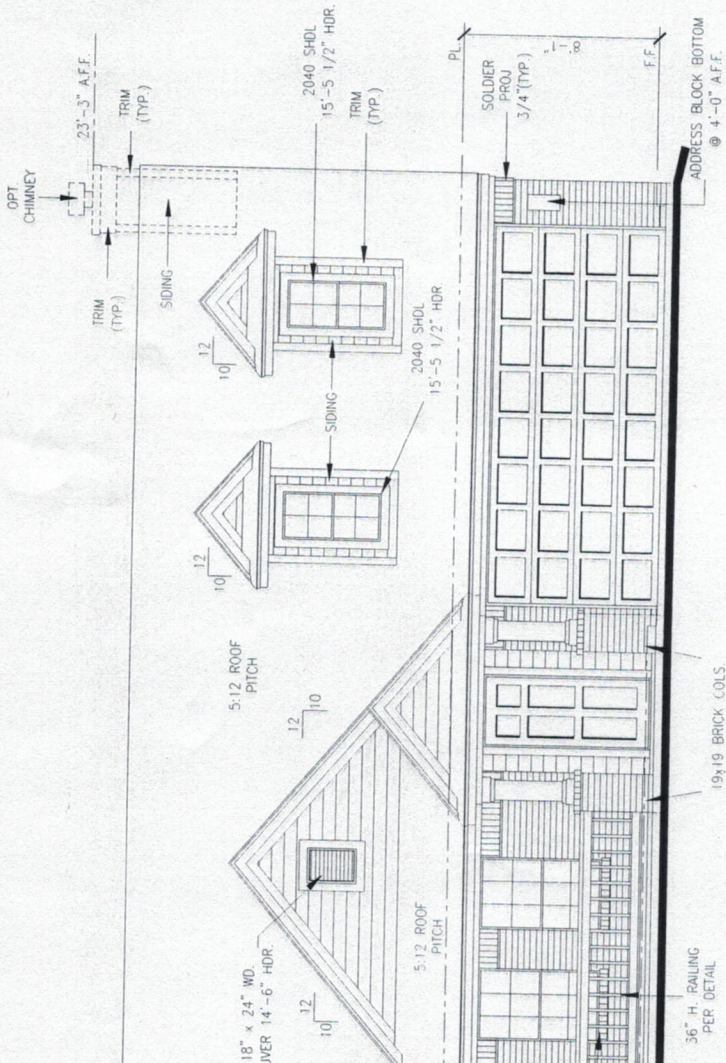 OPT.
CHIMNEY
23'-3" A.F.F.
TRIM
(TYP.)
TRIM
(TYP.)
SIDING
2040 SHDL
15'-5 1/2" HDR.
TRIM
(TYP.)
12
10
SIDING
2040 SHDL
15'-5 1/2" HDR
12
10
5:12 ROOF
PITCH
12
10
18" x 24" WD.
14'-6" HDR.
12
10
5:12 ROOF
PITCH
PL.
8'-1"
F.F.
SOLDIER
PROJ
3/4"(TYP.)
ADDRESS BLOCK BOTTOM
@ 4'-0" A.F.F.
19x19 BRICK COLS.
36" H. RAILING
PER DETAIL